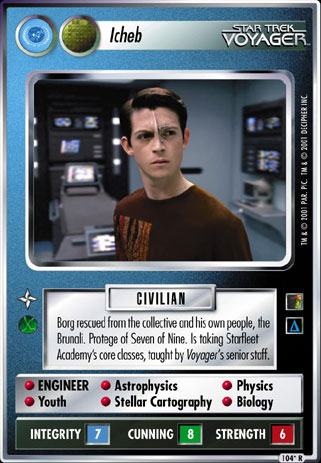 Icheb
STAR TREK
VOYAGER™
TM & © 2001 PAR. PIC. TM & © 2001 DECIPHER INC.
CIVILIAN
Borg rescued from the collective and his own people, the
Brunali. Protege of Seven of Nine. Is taking Starfleet
Academy's core classes, taught by Voyager's senior staff.
ENGINEER Astrophysics Physics
Youth Stellar Cartography Biology
INTEGRITY 7 CUNNING 8 STRENGTH 6
104⁺ R